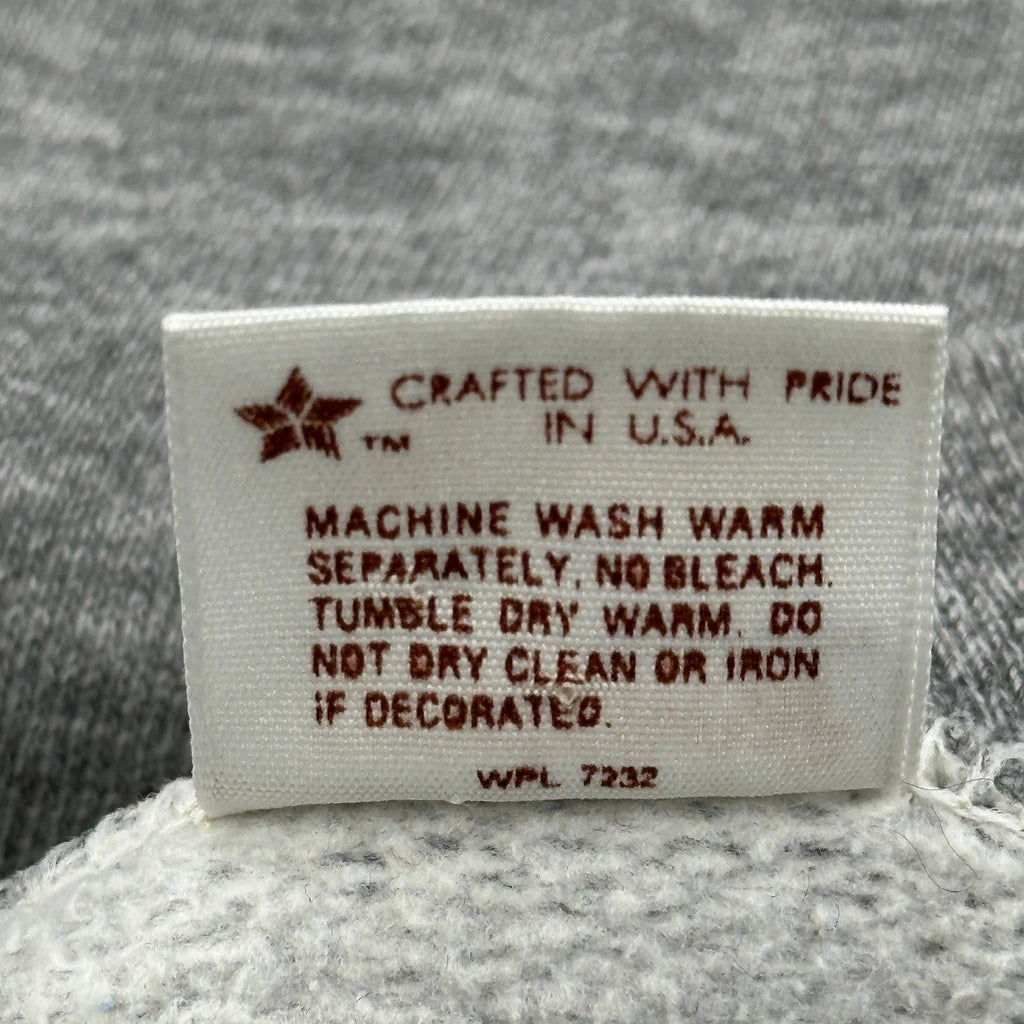 CRAFTED WITH PRIDE
IN U.S.A.
TM
MACHINE WASH WARM
SEPARATELY, NO BLEACH.
TUMBLE DRY WARM. DO
NOT DRY CLEAN OR IRON
IF DECORATED.
WPL 7232